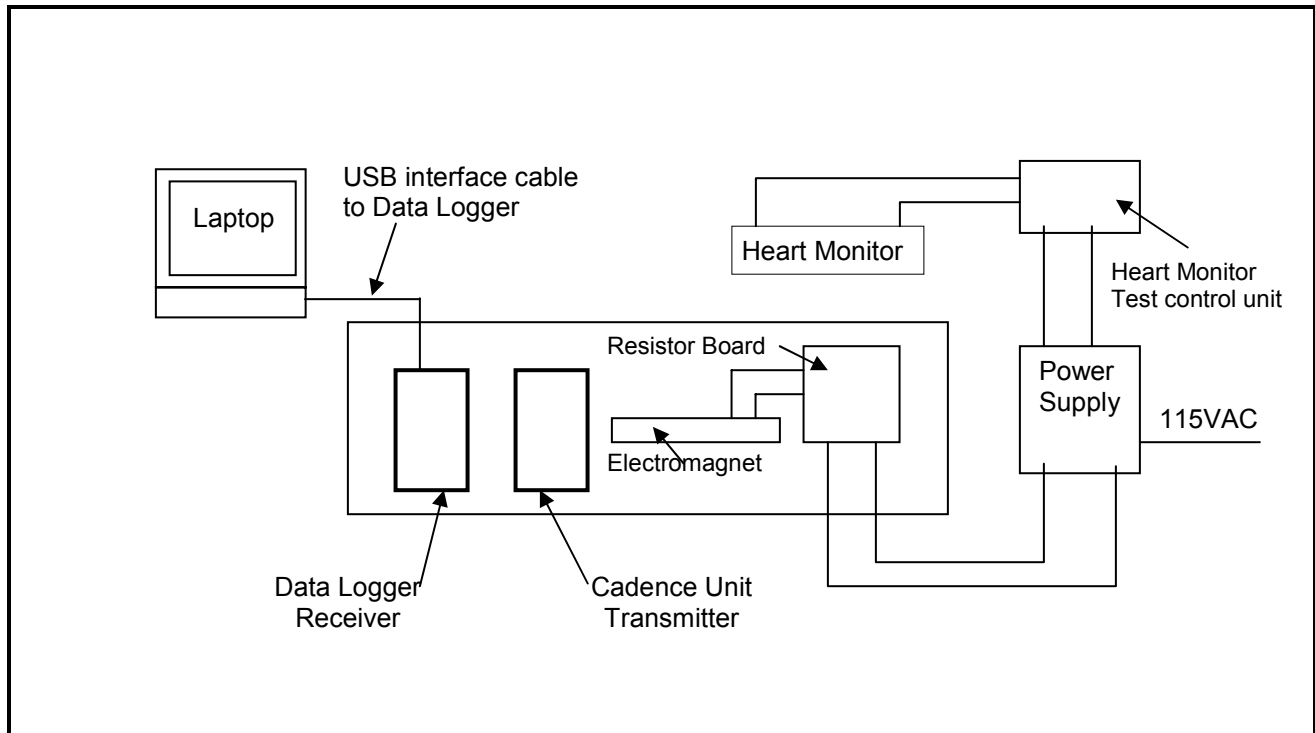 USB interface cable
to Data Logger
Laptop
Heart Monitor
Heart Monitor
Test control unit
Resistor Board
Power
Supply
115VAC
Electromagnet
Data Logger
Receiver
Cadence Unit
Transmitter